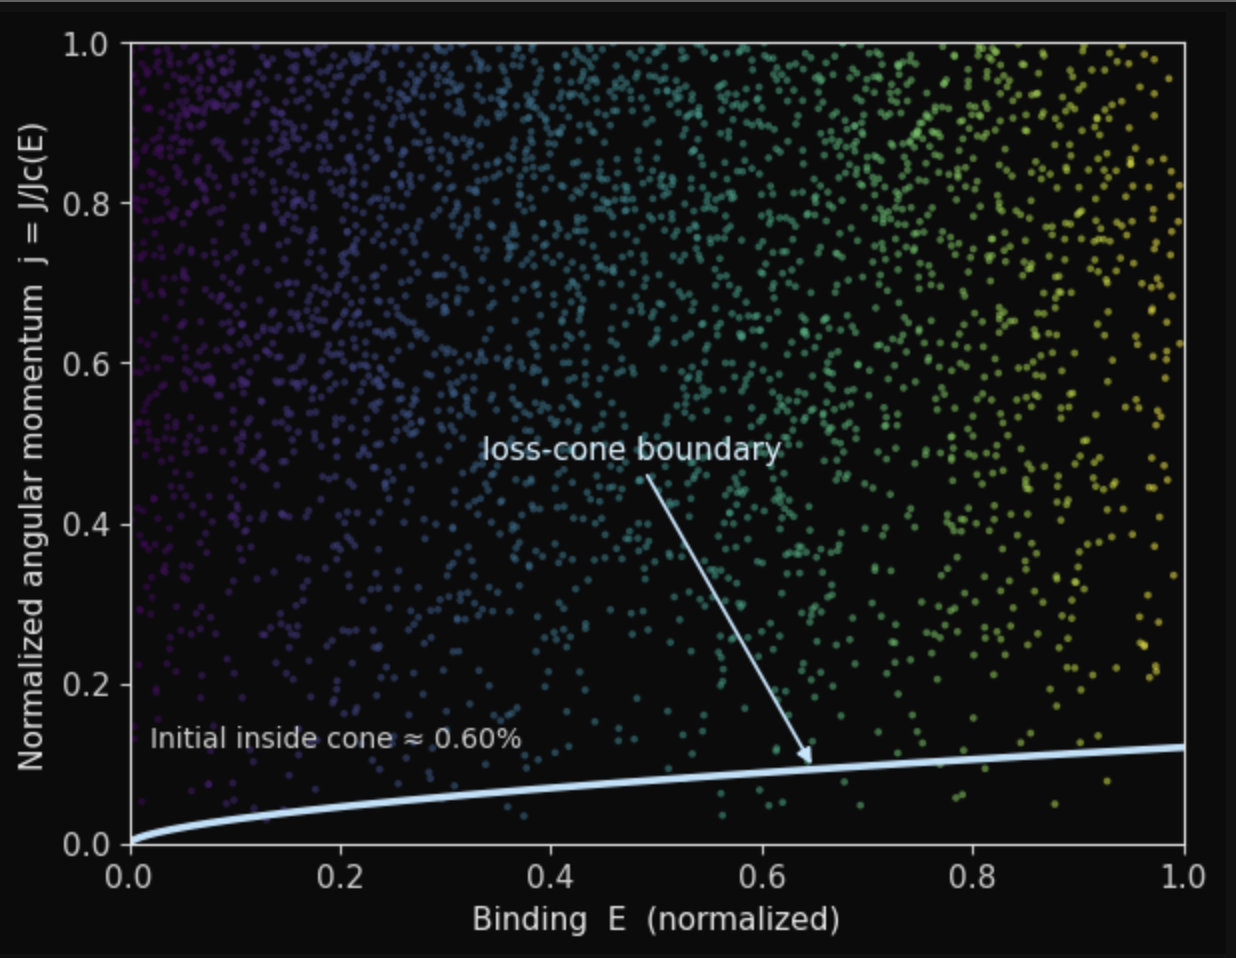 Normalized angular momentum j = J/Jc(E)
1.0
0.8
0.6
0.4
0.2
0.0
loss-cone boundary
Initial inside cone ≈ 0.60%
0.0 0.2 0.4 0.6 0.8 1.0
Binding E (normalized)